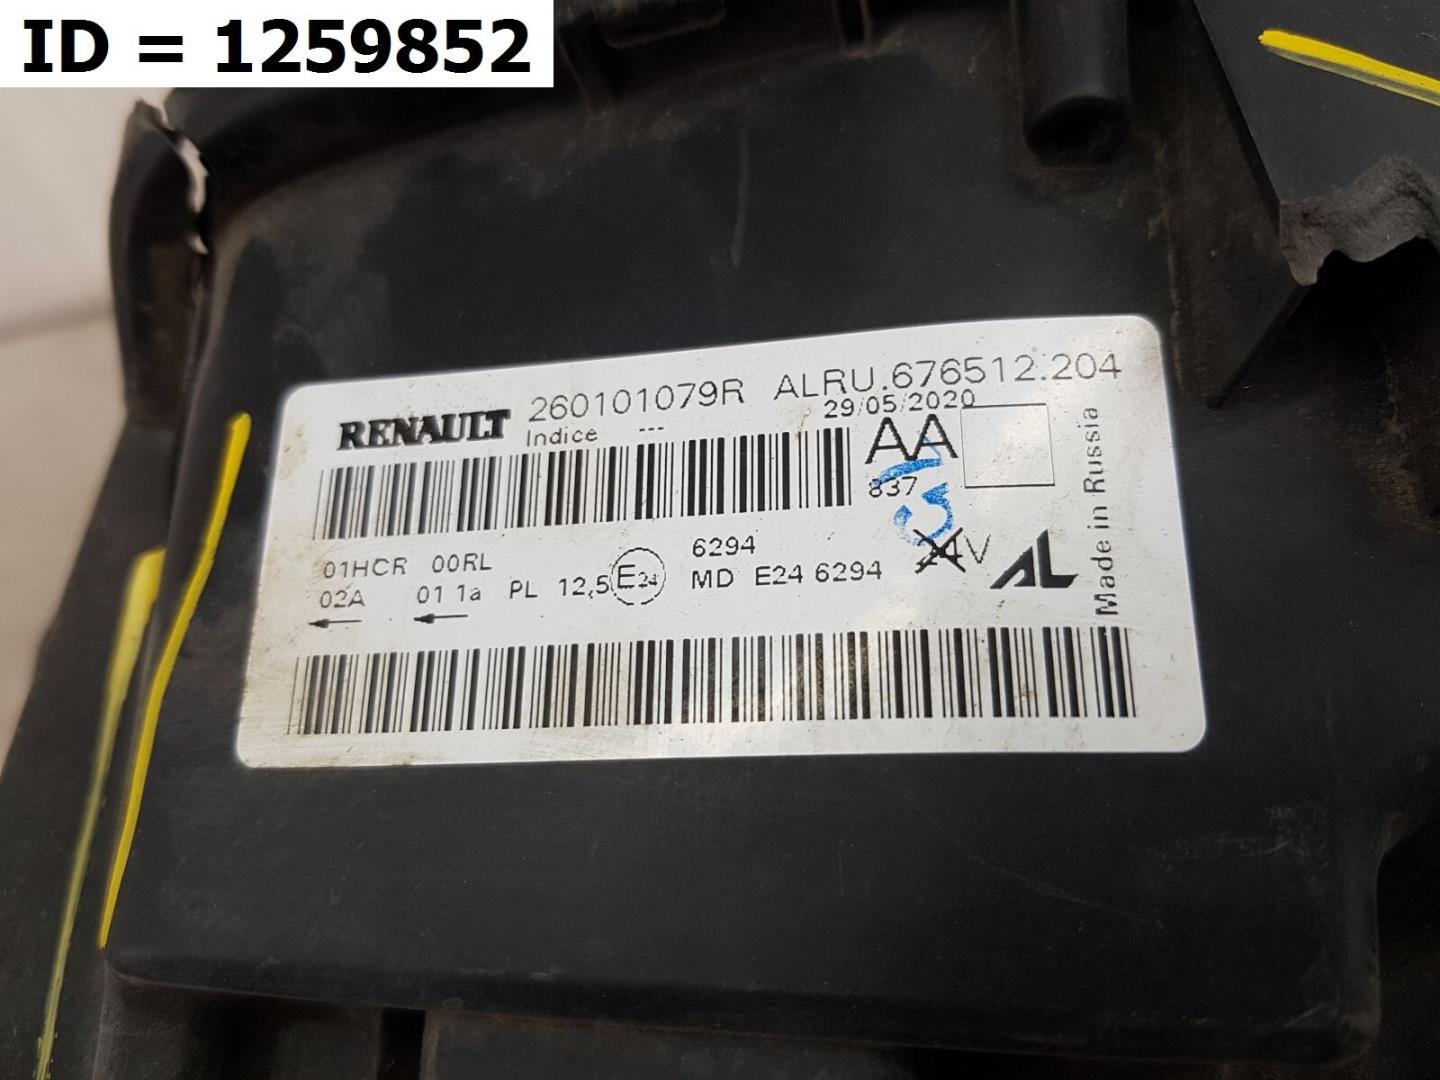 ID = 1259852
RENAULT 260101079R ALRU.676512.204
Indice --- 29/05/2020
AA
837
01HCR 00RL 6294 24V AL
02A 01 1a PL 12,5 E24 MD E24 6294
Made in Russia